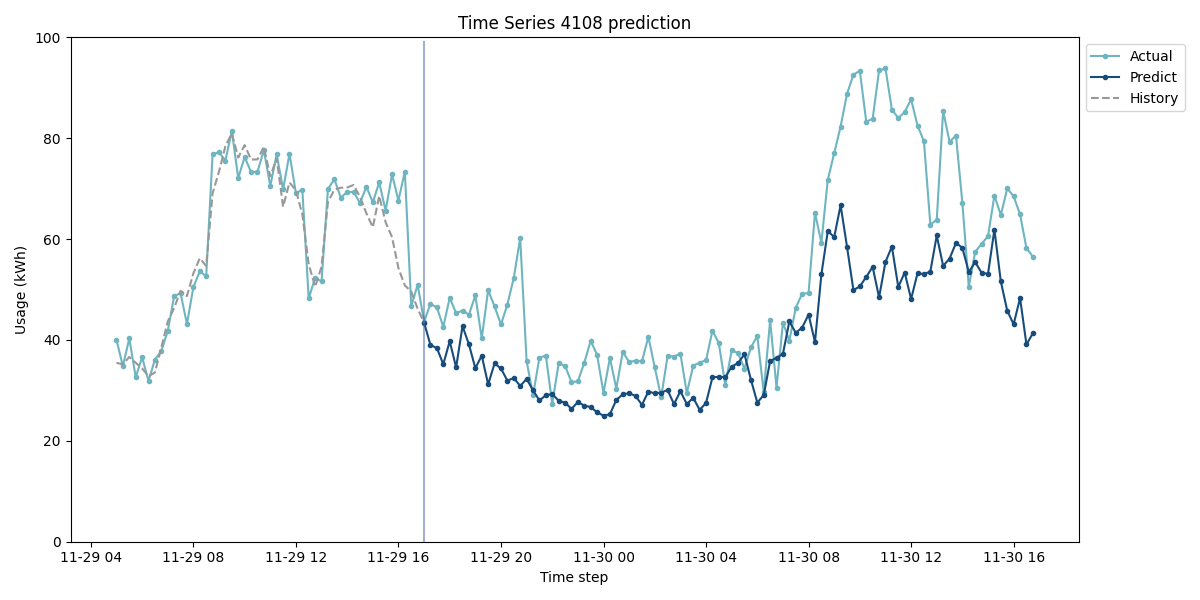 Time Series 4108 prediction
100
80
60
40
20
0
Usage (kWh)
11-29 04
11-29 08
11-29 12
11-29 16
11-29 20
11-30 00
11-30 04
11-30 08
11-30 12
11-30 16
Time step
Actual
Predict
History